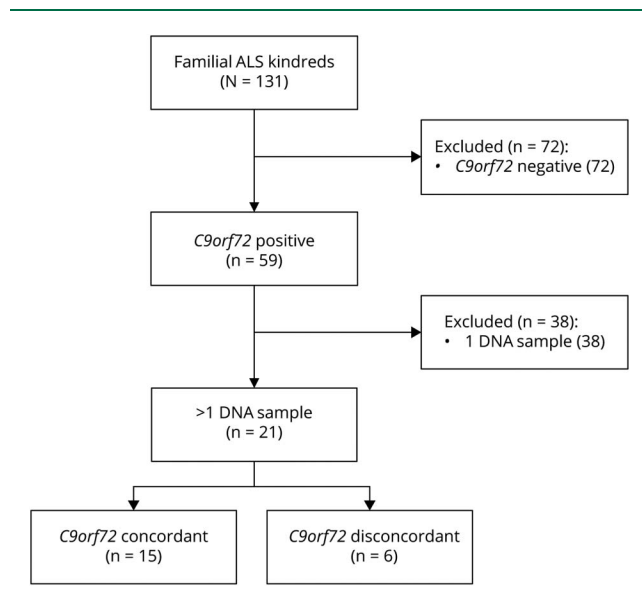 Familial ALS kindreds
(N = 131)
Excluded (n = 72):
• C9orf72 negative (72)
C9orf72 positive
(n = 59)
Excluded (n = 38):
• 1 DNA sample (38)
>1 DNA sample
(n = 21)
C9orf72 concordant
(n = 15)
C9orf72 disconcordant
(n = 6)